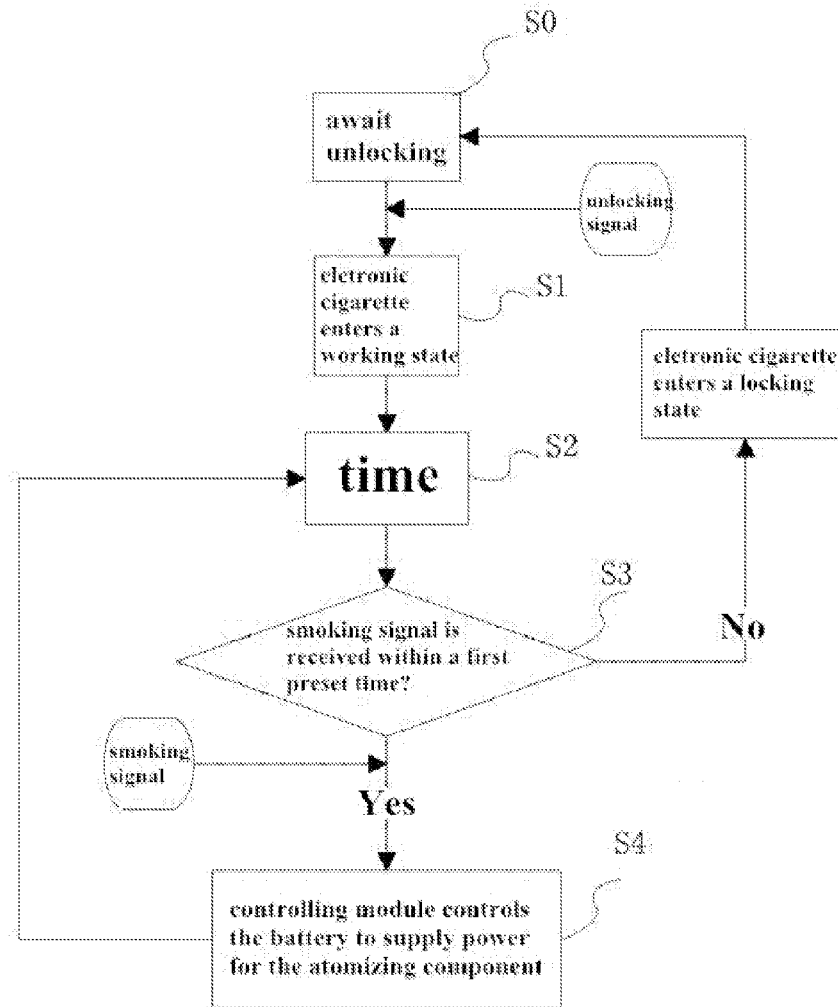 S0
await
unlocking
unlocking
signal
eletronic
cigarette
enters a
working state
S1
eletronic cigarette
enters a locking
state
time
S2
S3
smoking signal is
received within a first
preset time?
No
smoking
signal
Yes
S4
controlling module controls
the battery to supply power
for the atomizing component